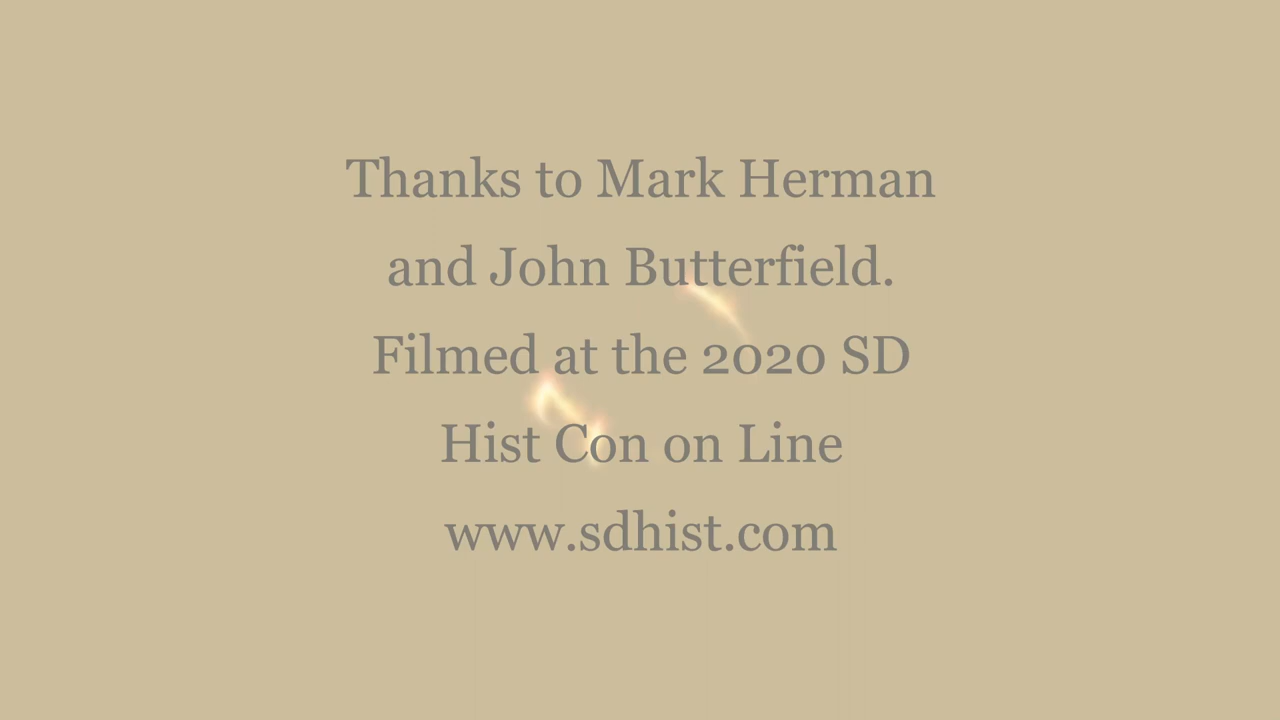 Thanks to Mark Herman
and John Butterfield.
Filmed at the 2020 SD
Hist Con on Line
www.sdhist.com